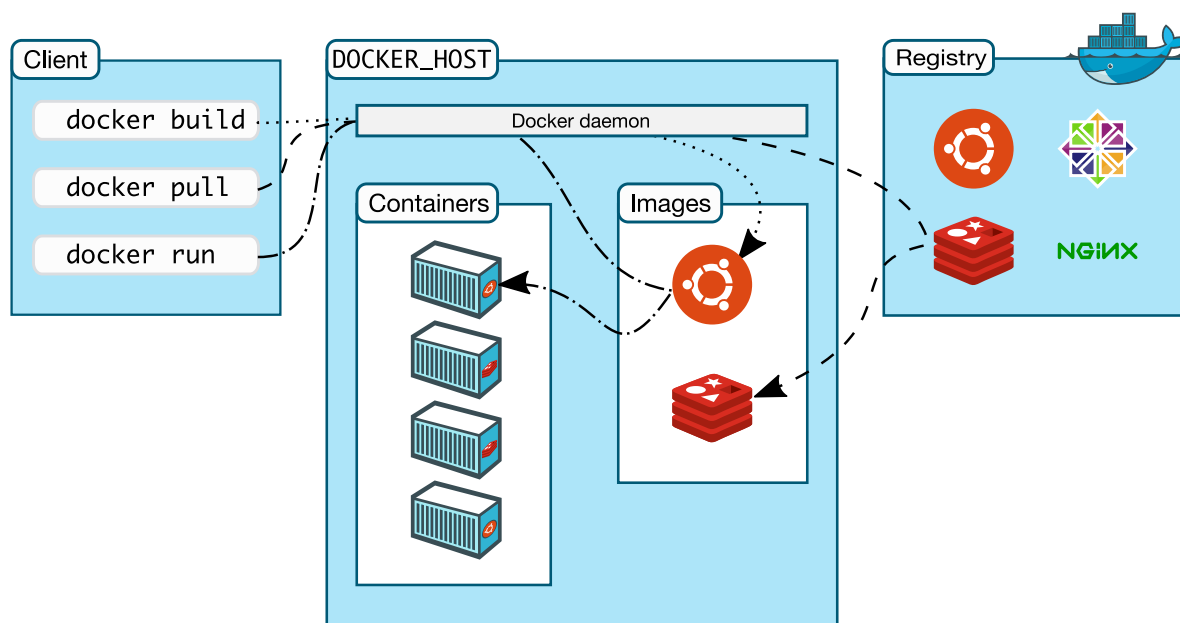 Client
docker build
docker pull
docker run
DOCKER_HOST
Docker daemon
Containers
Images
Registry
NGINX